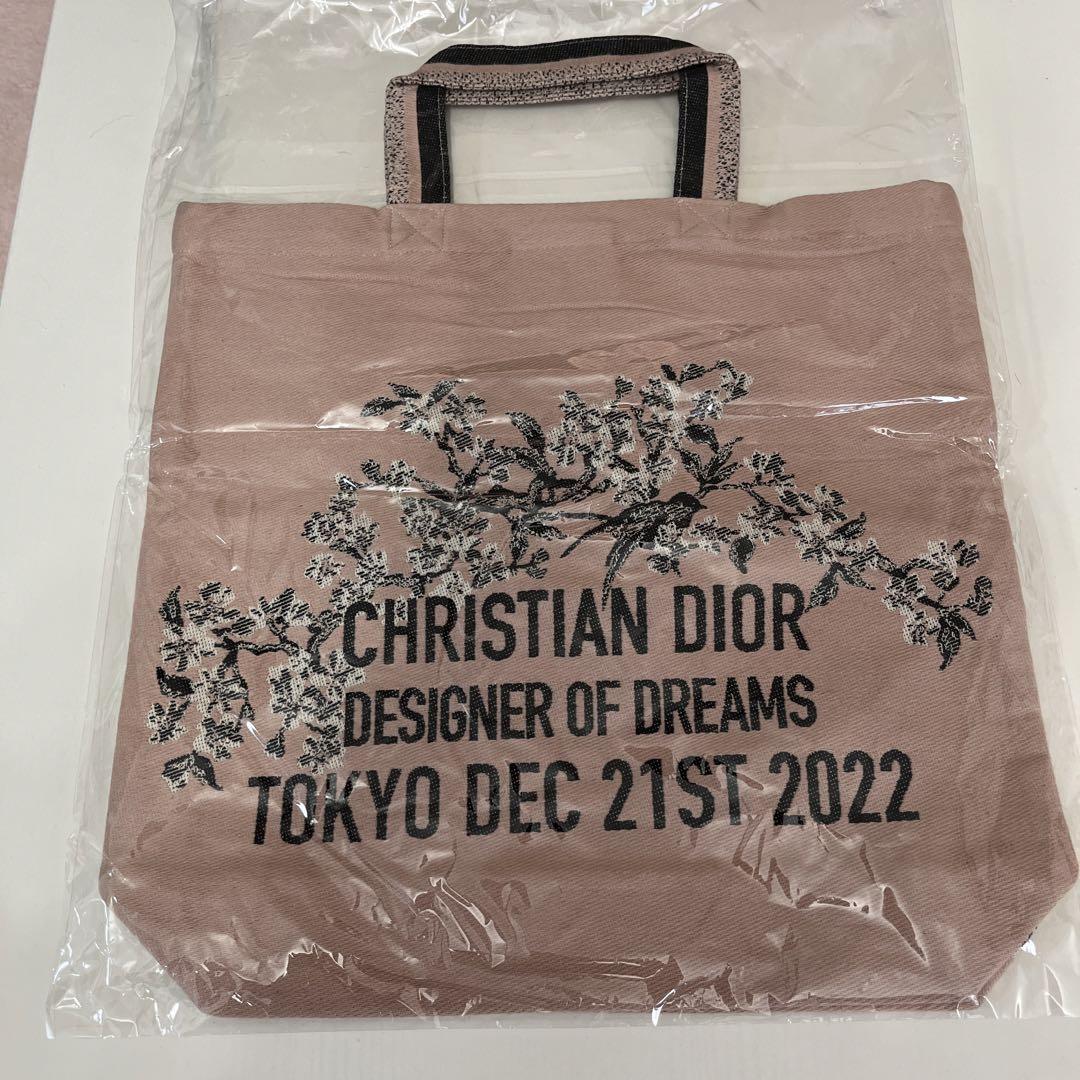 CHRISTIAN DIOR
DESIGNER OF DREAMS
TOKYO DEC 21ST 2022